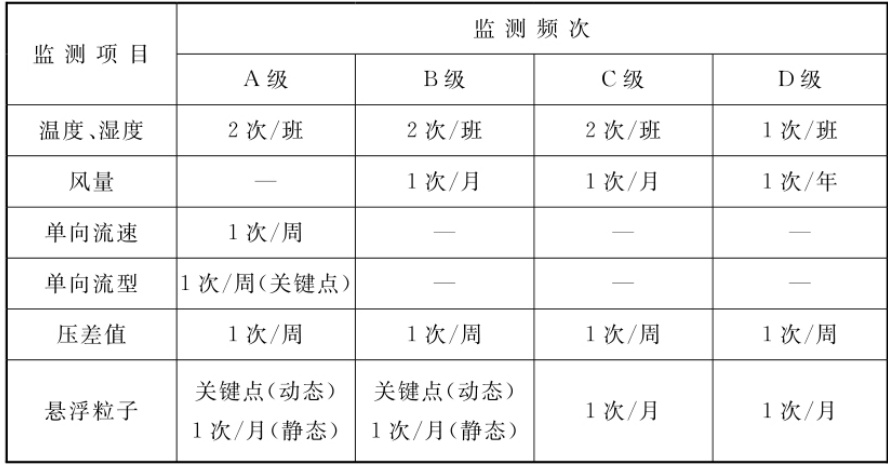 监测项目 监测频次
A级 B级 C级 D级
温度、湿度 2次/班 2次/班 2次/班 1次/班
风量 — 1次/月 1次/月 1次/年
单向流速 1次/周 — — —
单向流型 1次/周(关键点) — — —
压差值 1次/周 1次/周 1次/周 1次/周
悬浮粒子 关键点(动态) 关键点(动态) 1次/月 1次/月
1次/月(静态) 1次/月(静态)